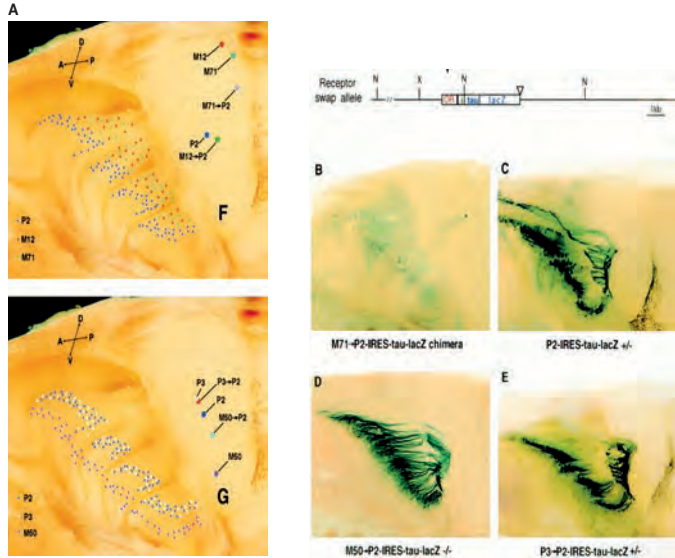 A
D
A P
V
M12
M71
M71→P2
P2
M12→P2
F
P2
M12
M71
D
A P
V
P3
P3→P2
P2
M50→P2
M50
G
P2
P3
M50
Receptor
swap allele
N X N N
OR i tau lacZ
1kb
B
C
M71→P2-IRES-tau-lacZ chimera
P2-IRES-tau-lacZ +/-
D
E
M50→P2-IRES-tau-lacZ -/-
P3→P2-IRES-tau-lacZ +/-